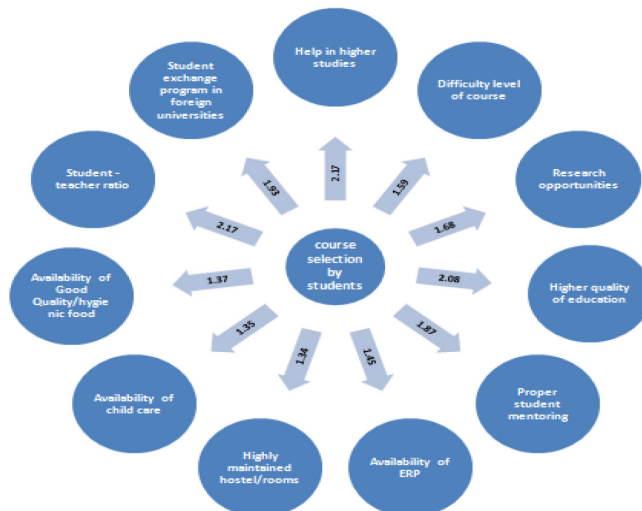 Help in higher
studies
Difficulty level
of course
Research
opportunities
Higher quality
of education
Proper
student
mentoring
Availability of
ERP
Highly
maintained
hostel/rooms
Availability of
child care
Availability of
Good
Quality/hygie
nic food
Student -
teacher ratio
Student
exchange
program in
foreign
universities
course
selection
by
students
2.17
1.59
1.68
2.08
1.87
1.45
1.34
1.35
1.37
2.17
1.93